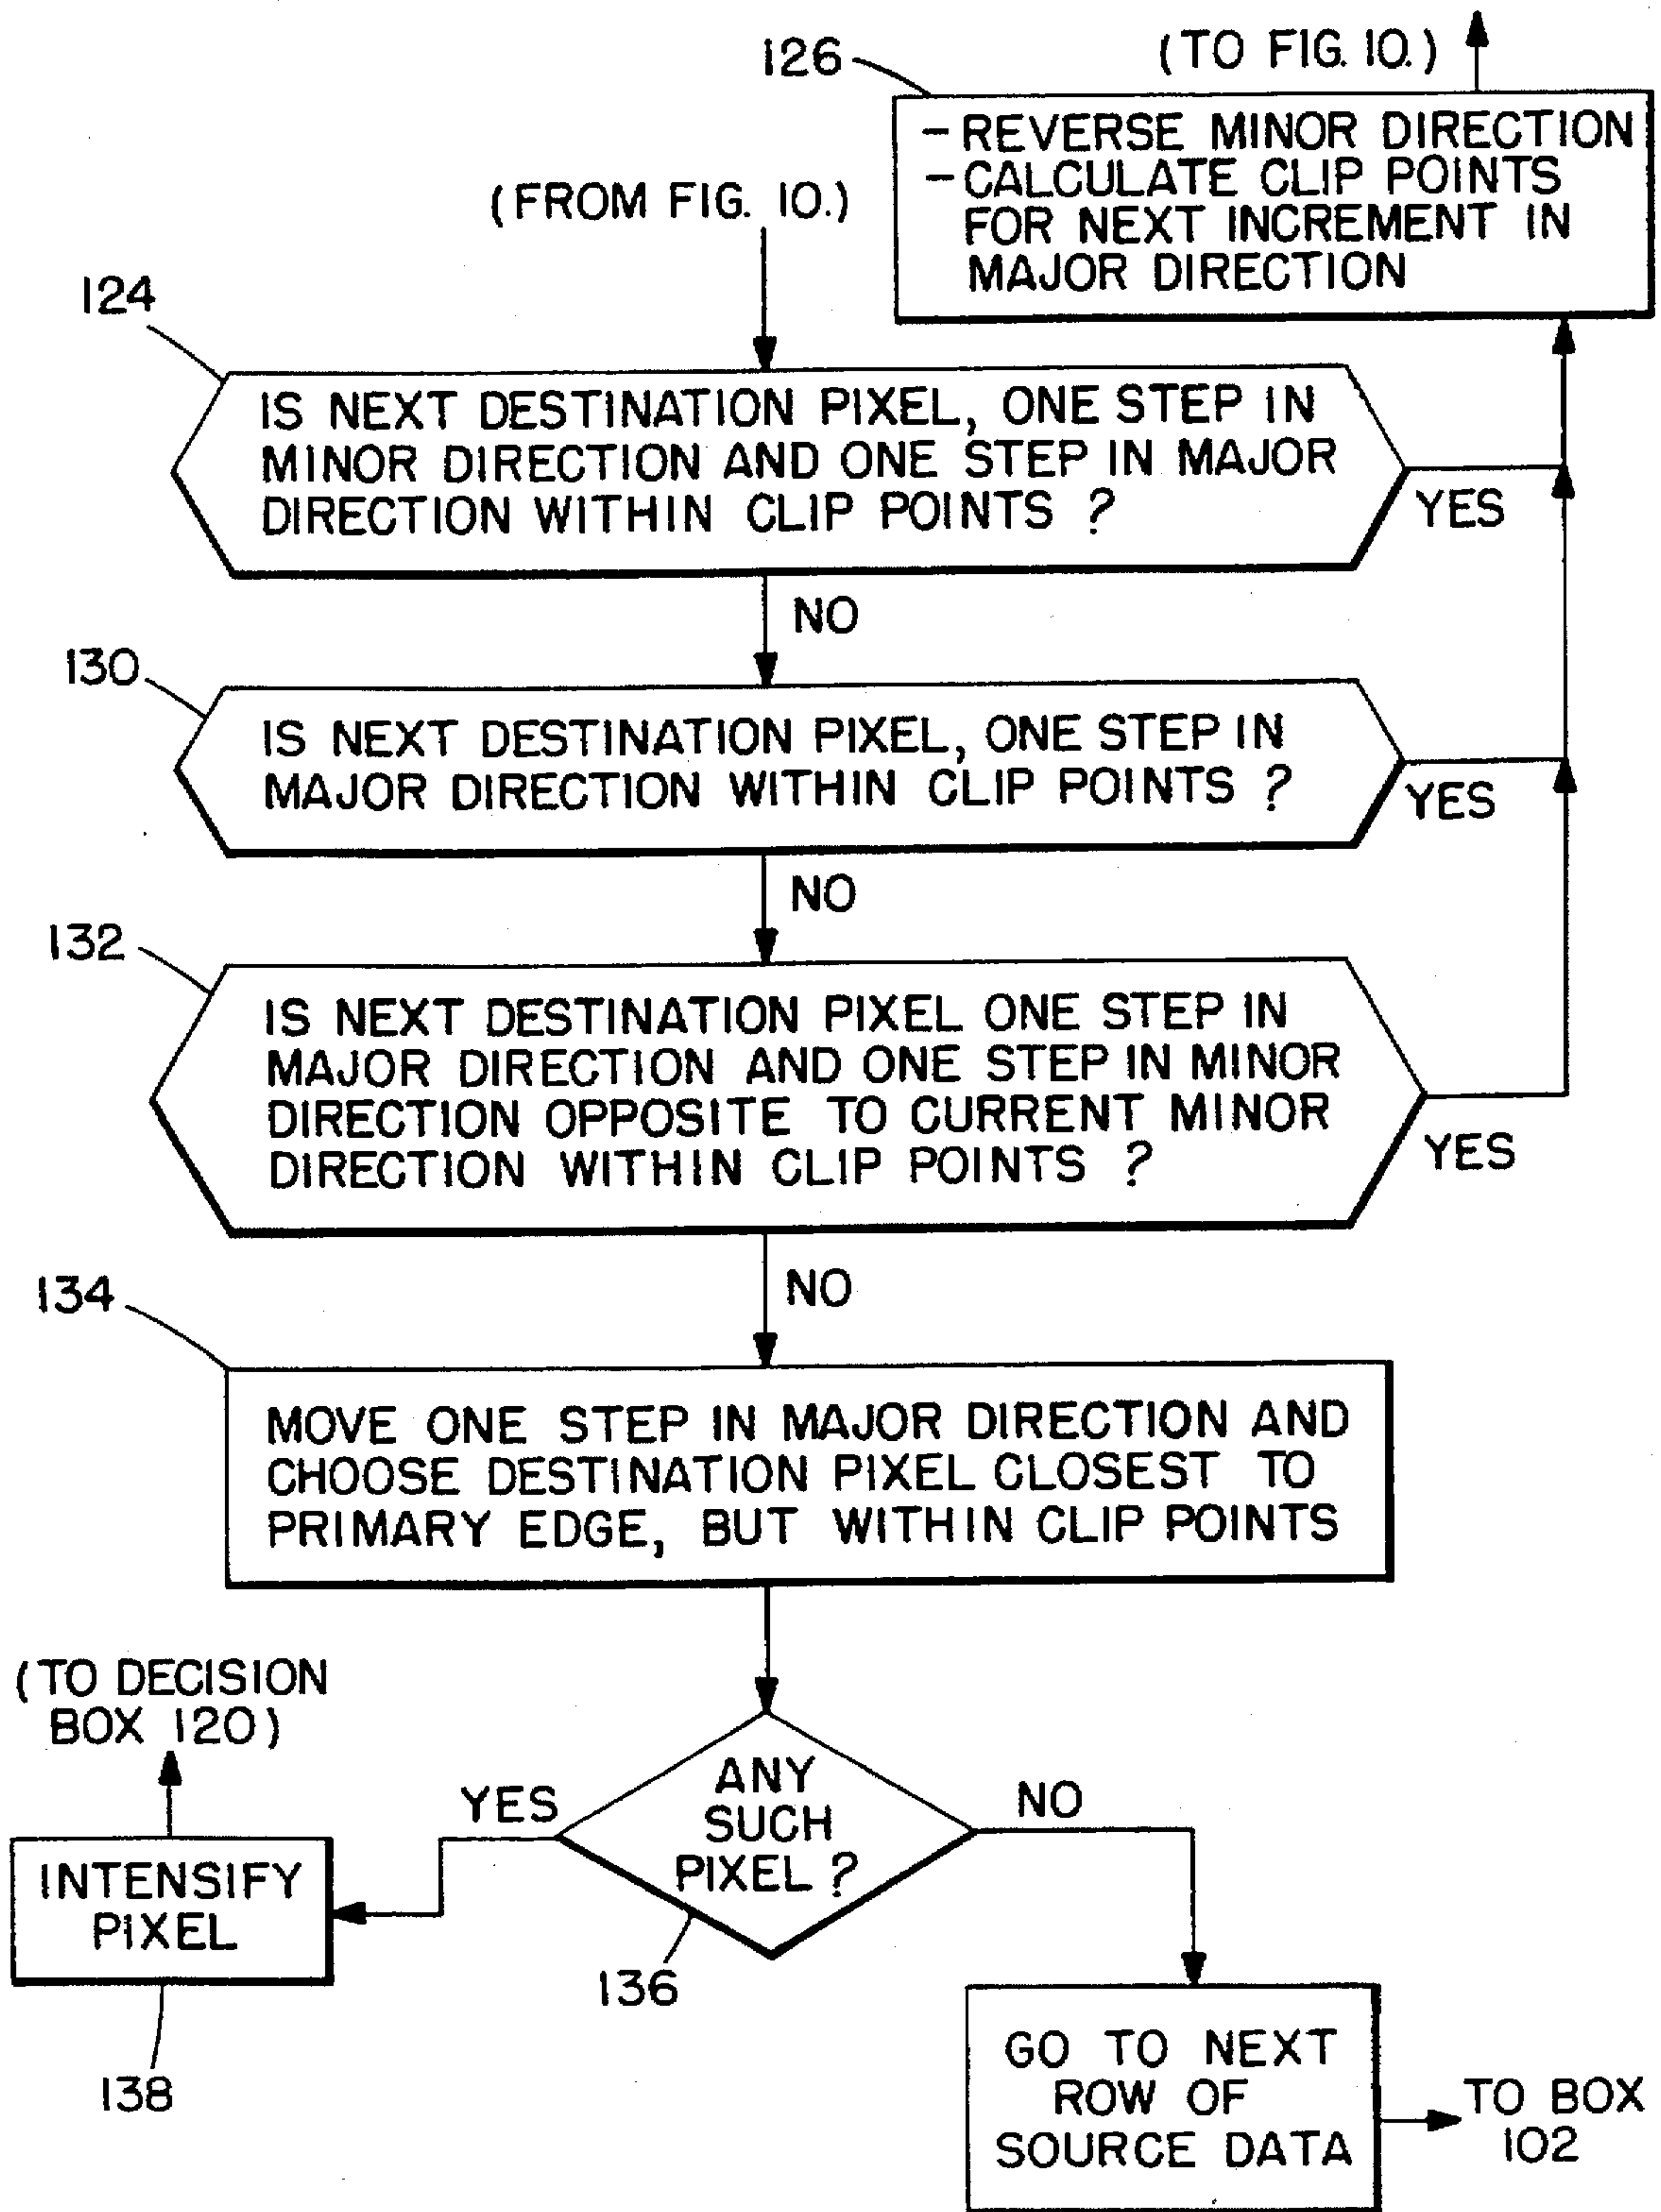 126
(TO FIG. 10.)
- REVERSE MINOR DIRECTION
- CALCULATE CLIP POINTS
FOR NEXT INCREMENT IN
MAJOR DIRECTION
(FROM FIG. 10.)
124
IS NEXT DESTINATION PIXEL, ONE STEP IN
MINOR DIRECTION AND ONE STEP IN MAJOR
DIRECTION WITHIN CLIP POINTS ?
YES
NO
130
IS NEXT DESTINATION PIXEL, ONE STEP IN
MAJOR DIRECTION WITHIN CLIP POINTS ?
YES
NO
132
IS NEXT DESTINATION PIXEL ONE STEP IN
MAJOR DIRECTION AND ONE STEP IN MINOR
DIRECTION OPPOSITE TO CURRENT MINOR
DIRECTION WITHIN CLIP POINTS ?
YES
NO
134
MOVE ONE STEP IN MAJOR DIRECTION AND
CHOOSE DESTINATION PIXEL CLOSEST TO
PRIMARY EDGE, BUT WITHIN CLIP POINTS
(TO DECISION
BOX 120)
YES
ANY
SUCH
PIXEL ?
NO
INTENSIFY
PIXEL
136
138
GO TO NEXT
ROW OF
SOURCE DATA
TO BOX
102